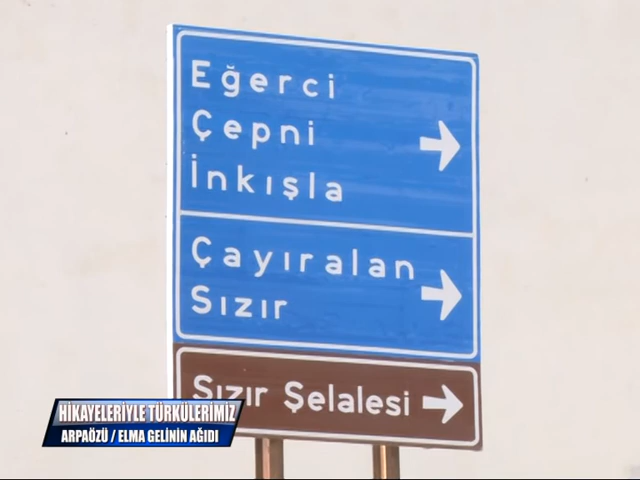 Eğerci
Çepni
İnkışla
Çayıralan
Sızır
Sızır Şelalesi
HİKAYELERİYLE TÜRKÜLERİMİZ
ARPAÖZÜ / ELMA GELİNİN AĞIDI